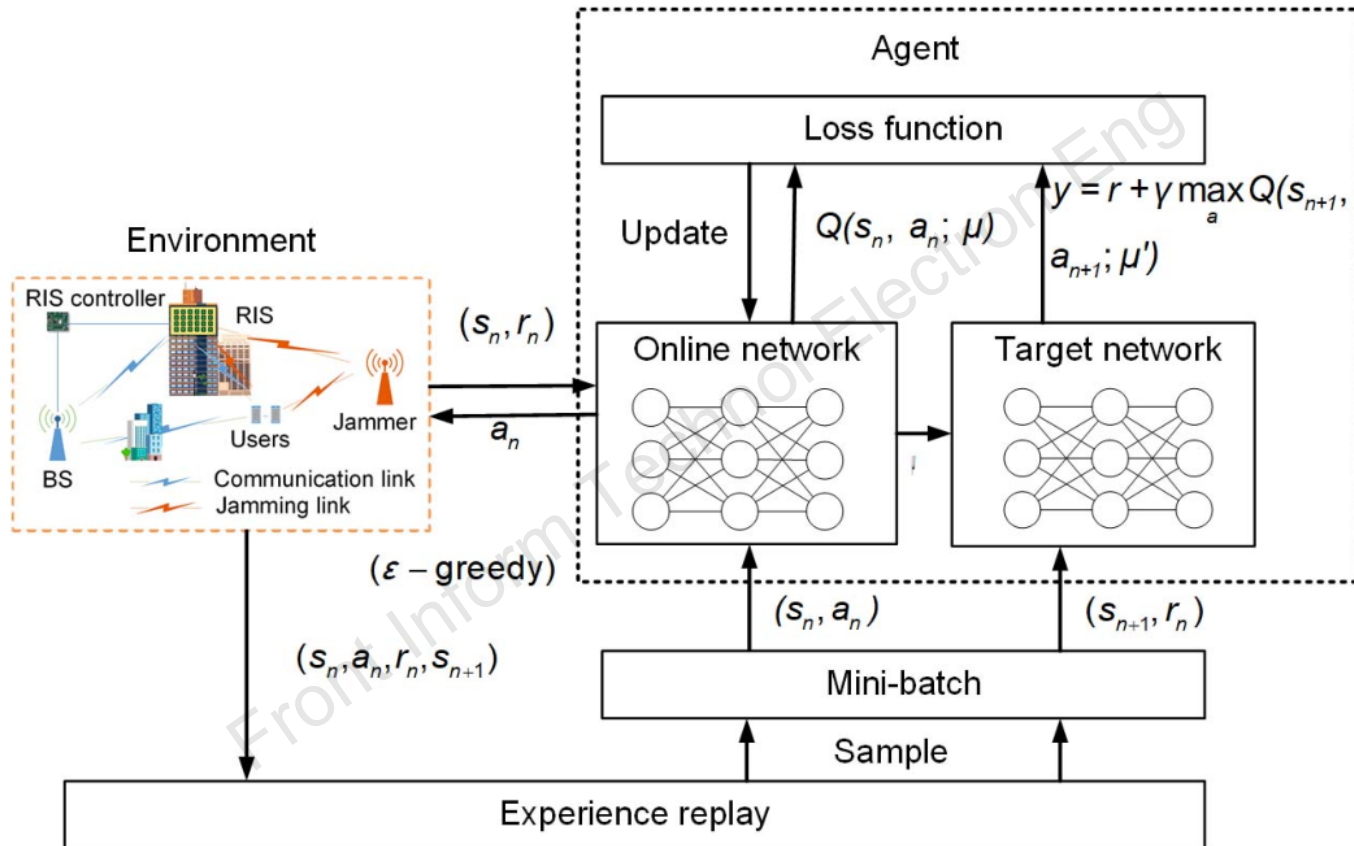 Agent
Loss function
y = r + γ max Q(sₙ₊₁,
a
Update
Q(sₙ, aₙ; μ)
aₙ₊₁; μ')
Environment
RIS controller
RIS
(sₙ, rₙ)
Online network
Target network
Jammer
Users
aₙ
BS
Communication link
Jamming link
(ε – greedy)
(sₙ, aₙ)
(sₙ₊₁, rₙ)
(sₙ, aₙ, rₙ, sₙ₊₁)
Mini-batch
Sample
Experience replay
Front Inform Technol Electron Eng